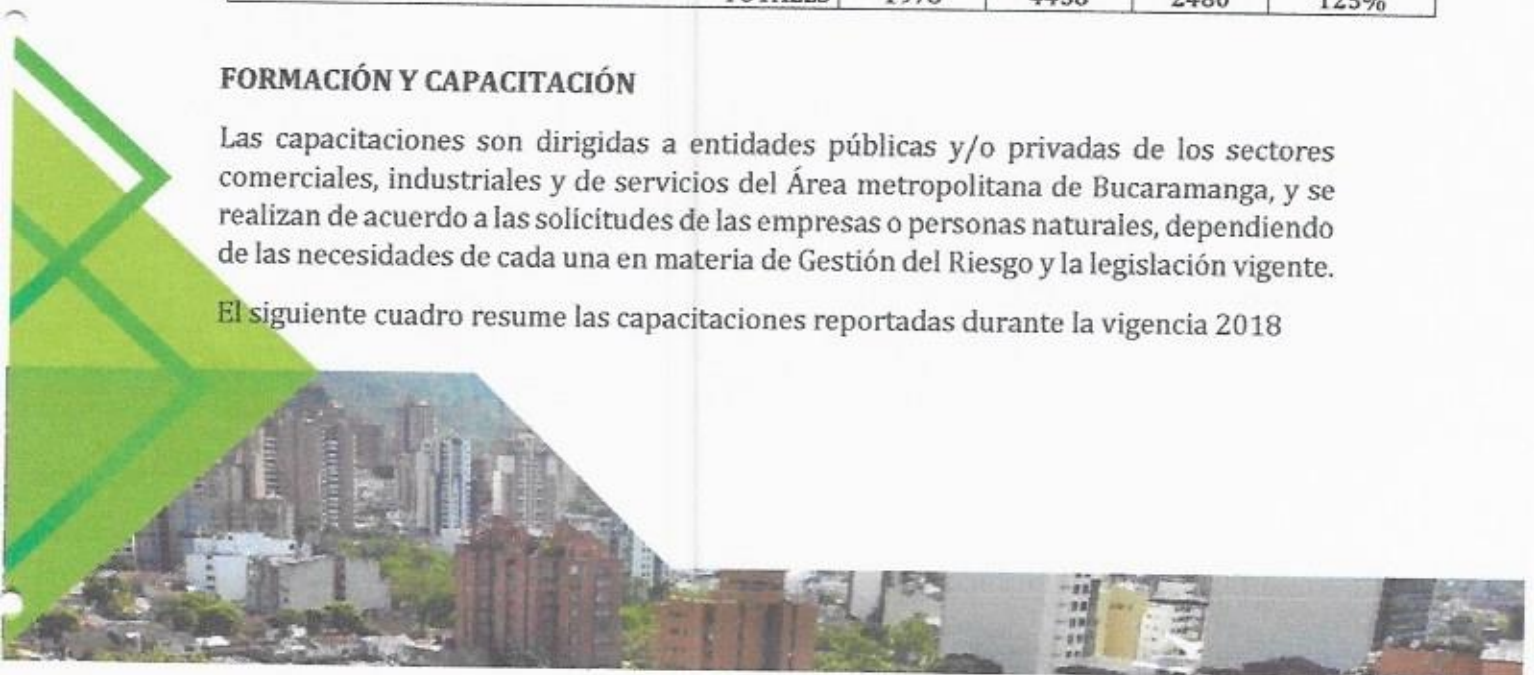 TOTALES 2480 125%
FORMACIÓN Y CAPACITACIÓN
Las capacitaciones son dirigidas a entidades públicas y/o privadas de los sectores
comerciales, industriales y de servicios del Área metropolitana de Bucaramanga, y se
realizan de acuerdo a las solicitudes de las empresas o personas naturales, dependiendo
de las necesidades de cada una en materia de Gestión del Riesgo y la legislación vigente.
El siguiente cuadro resume las capacitaciones reportadas durante la vigencia 2018